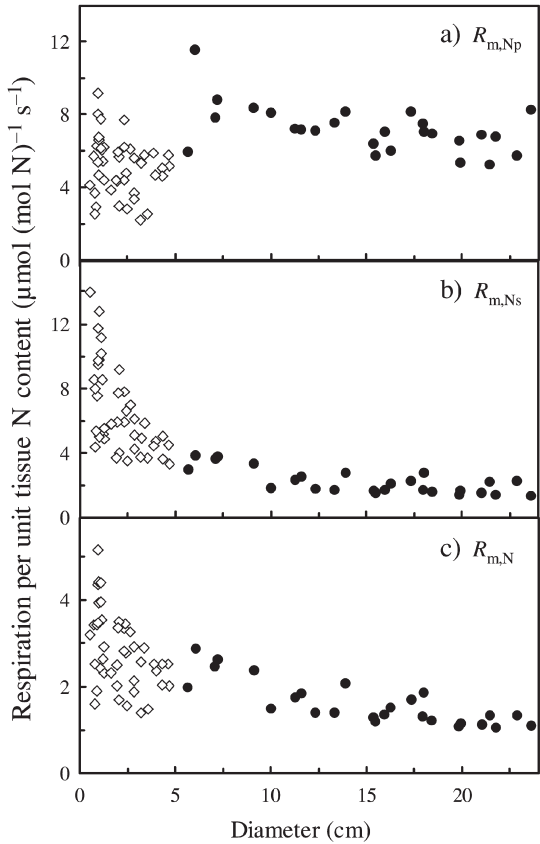 Respiration per unit tissue N content (μmol (mol N)⁻¹ s⁻¹)
a) Rm,Np
12
8
4
0
b) Rm,Ns
12
8
4
0
c) Rm,N
4
2
0
0 5 10 15 20
Diameter (cm)